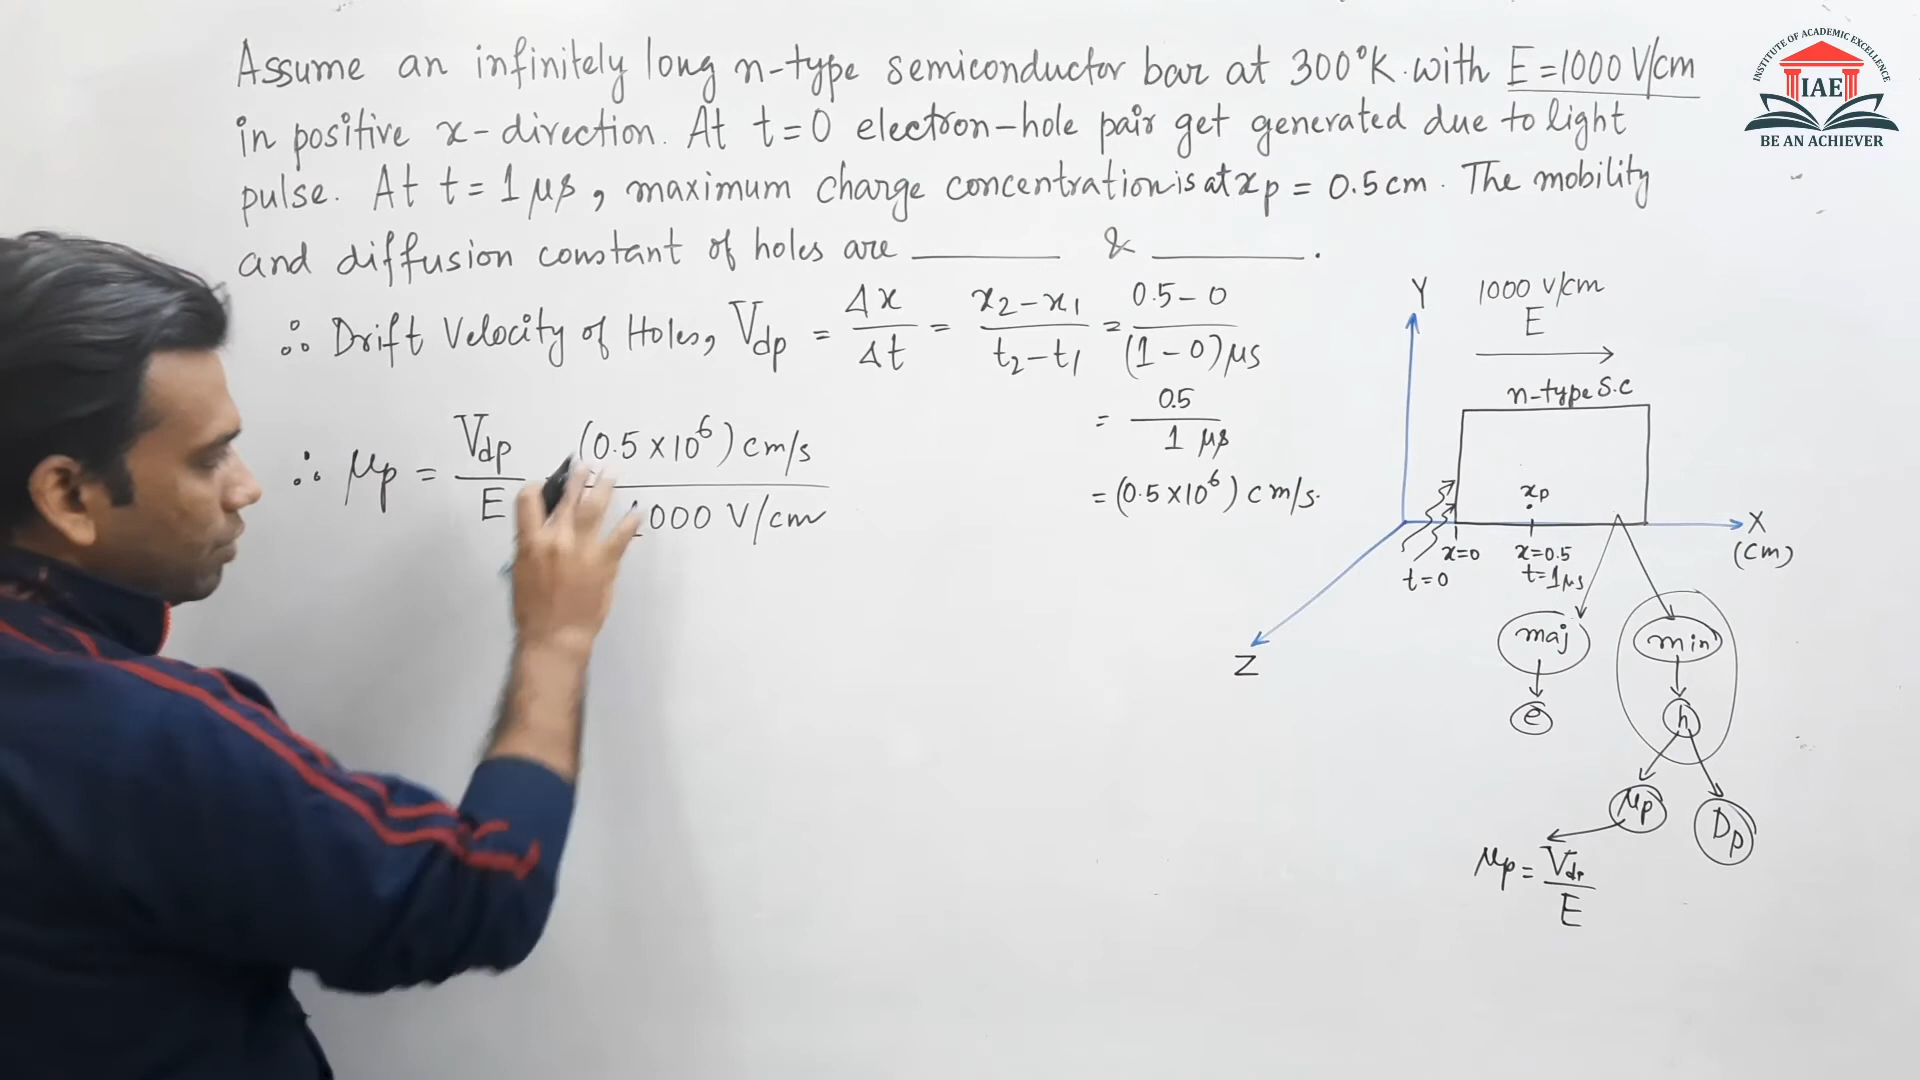 Assume an infinitely long n-type semiconductor bar at 300°K. with E = 1000 V/cm
in positive x-direction. At t=0 electron-hole pair get generated due to light
pulse. At t = 1 μs, maximum charge concentration is at xp = 0.5 cm. The mobility
and diffusion constant of holes are ________ & ________ .
∴ Drift Velocity of Holes, Vdp = Δx/Δt = (x2 - x1)/(t2 - t1) = (0.5 - 0)/(1 - 0) μs
= 0.5/1 μs
= (0.5 x 10^6) cm/s.
∴ μp = Vdp/E (0.5 x 10^6) cm/s / 1000 V/cm
INSTITUTE OF ACADEMIC EXCELLENCE
IAE
BE AN ACHIEVER
Y
1000 V/cm
E
n-type S.C
xp
X
(cm)
x=0
t=0
x=0.5
t=1μs
Z
maj
min
e
h
μp
Dp
μp = Vdp/E